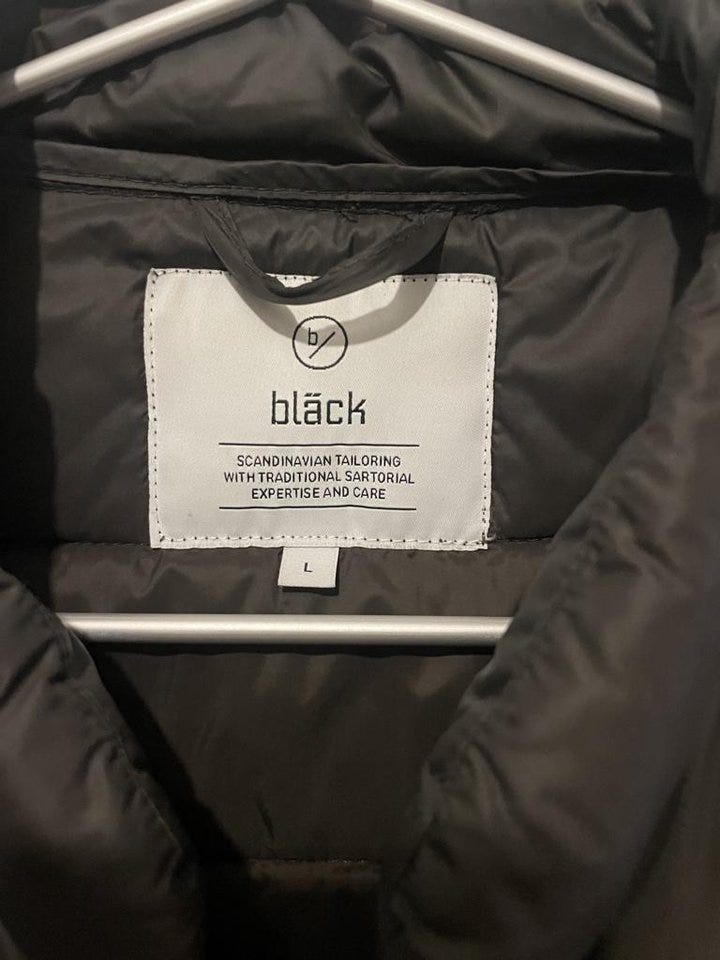 b/
bläck
SCANDINAVIAN TAILORING
WITH TRADITIONAL SARTORIAL
EXPERTISE AND CARE
L